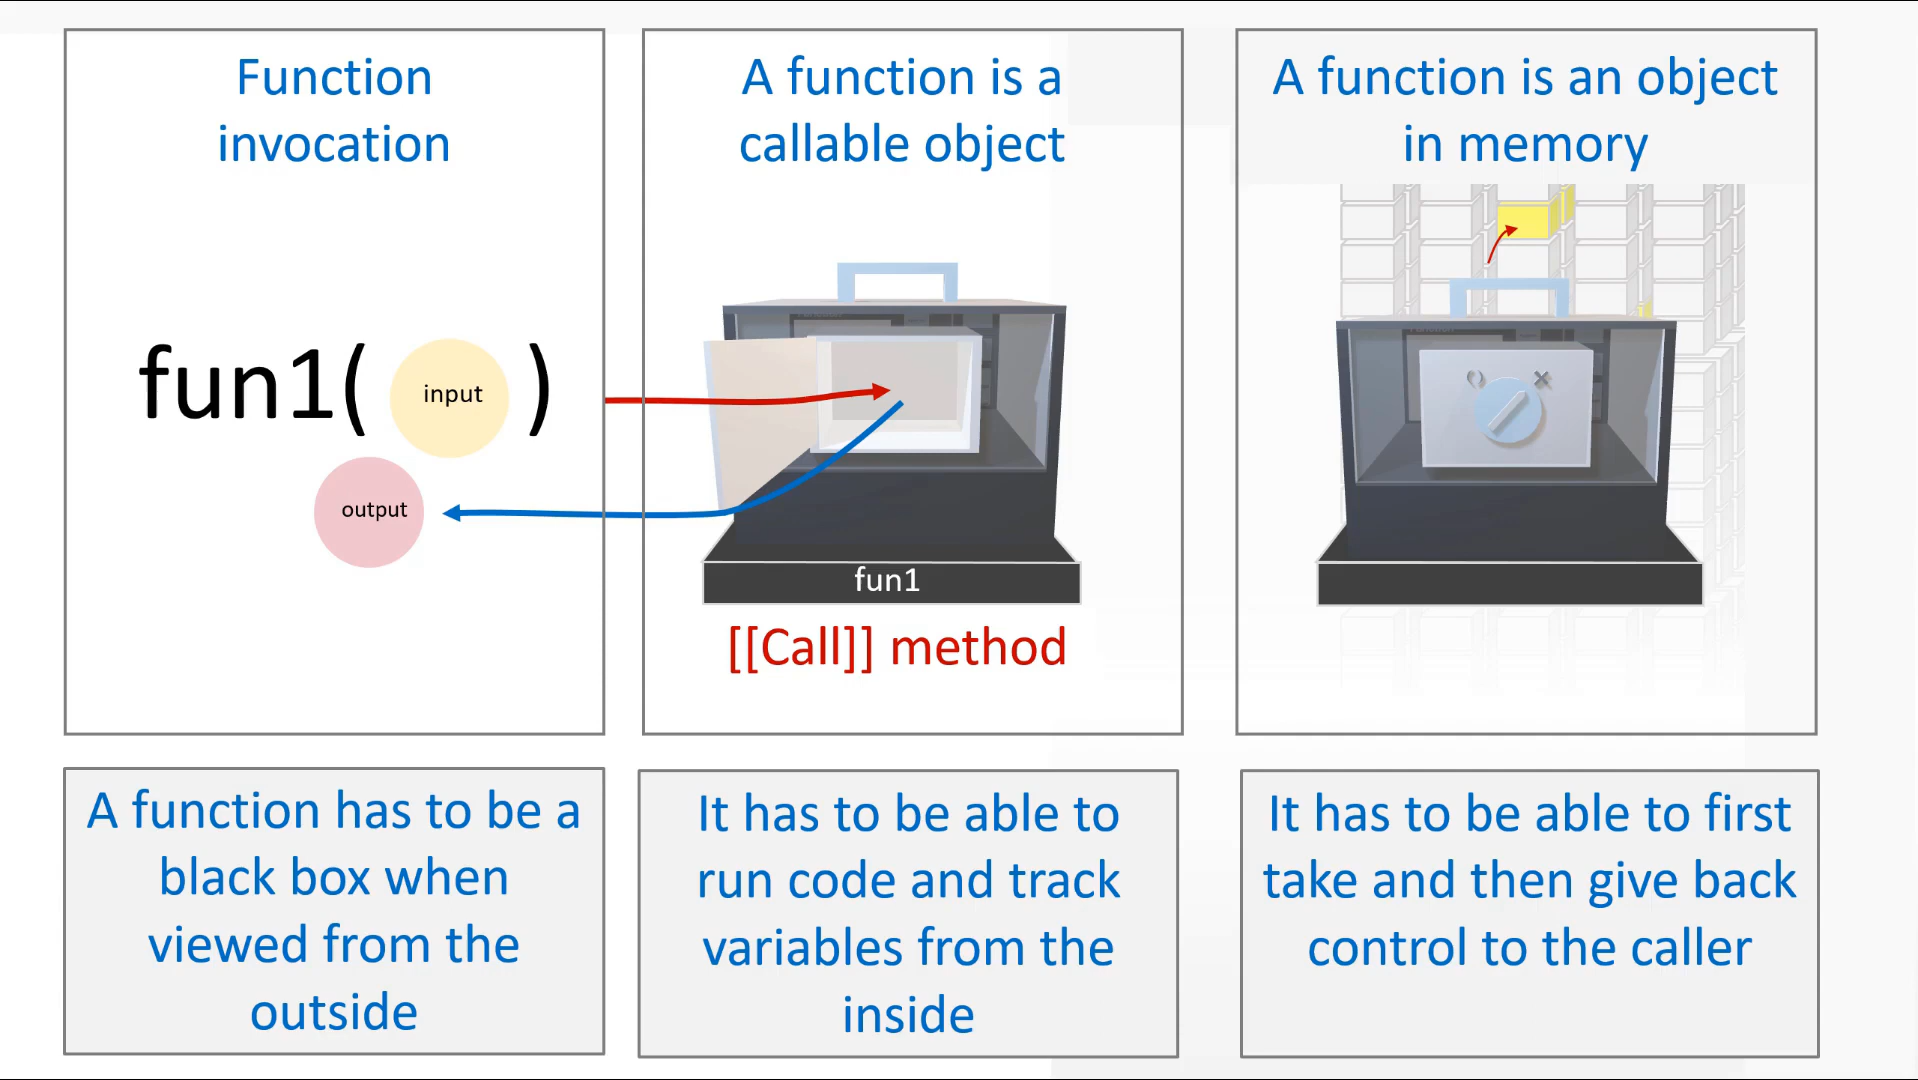 Function
invocation
fun1( input )
output
A function is a
callable object
fun1
[[Call]] method
A function is an object
in memory
A function has to be a
black box when
viewed from the
outside
It has to be able to
run code and track
variables from the
inside
It has to be able to first
take and then give back
control to the caller